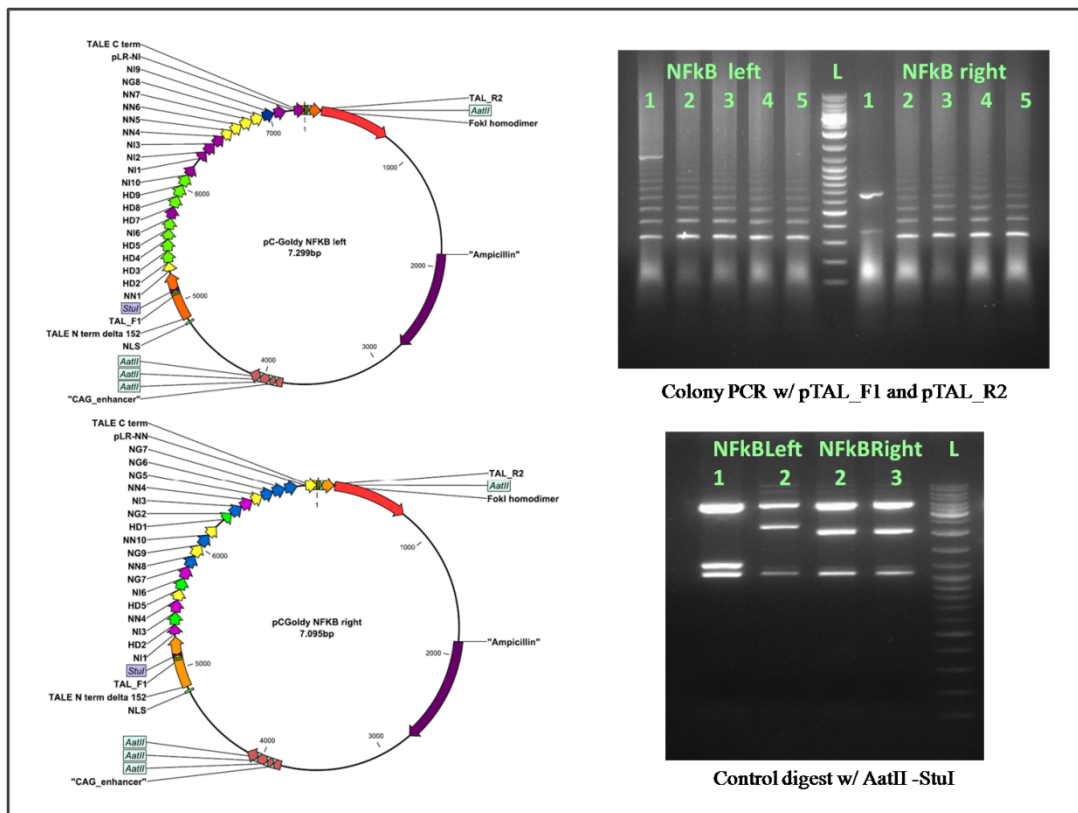 TALE C term
pLR-NI
NI9
NG8
NN7
NN6
NN5
NN4
NI3
NI2
NI1
NI10
HD9
HD8
HD7
NI6
HD5
HD4
HD3
HD2
NN1
StuI
TAL_F1
TALE N term delta 152
NLS
AatII
AatII
AatII
"CAG_enhancer"
TAL_R2
AatII
FokI homodimer
"Ampicillin"
1
1000
2000
3000
4000
5000
6000
7000
pC-Goldy NFKB left
7.299bp
NFkB left L NFkB right
1 2 3 4 5 1 2 3 4 5
Colony PCR w/ pTAL_F1 and pTAL_R2
TALE C term
pLR-NN
NG7
NG6
NG5
NN4
NI3
NG2
HD1
NN10
NG9
NN8
NG7
NI6
HD5
NN4
NI3
HD2
NI1
StuI
TAL_F1
TALE N term delta 152
NLS
AatII
AatII
AatII
"CAG_enhancer"
TAL_R2
AatII
FokI homodimer
"Ampicillin"
1
1000
2000
3000
4000
5000
6000
pCGoldy NFKB right
7.095bp
NFkBLeft NFkBRight L
1 2 2 3
Control digest w/ AatII -StuI